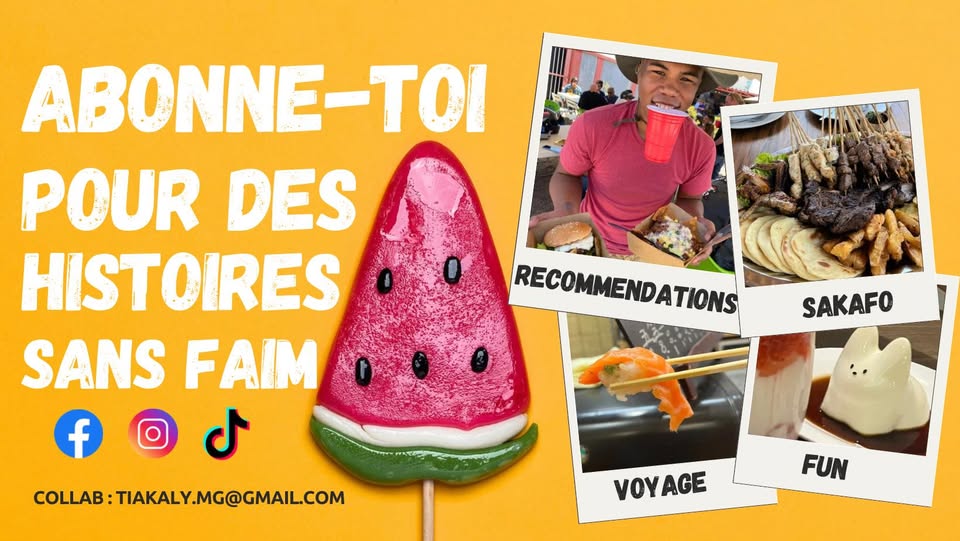 ABONNE-TOI
POUR DES
HISTOIRES
SANS FAIM
COLLAB : TIAKALY.MG@GMAIL.COM
RECOMMENDATIONS
SAKAFO
VOYAGE
FUN